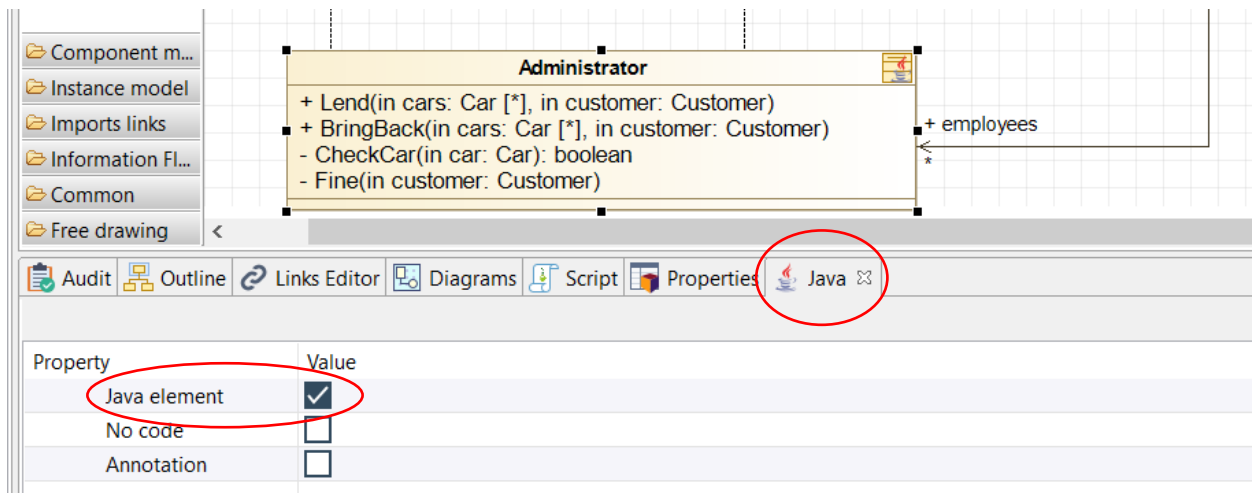 Component m...
Instance model
Imports links
Information Fl...
Common
Free drawing
Administrator
+ Lend(in cars: Car [*], in customer: Customer)
+ BringBack(in cars: Car [*], in customer: Customer)
- CheckCar(in car: Car): boolean
- Fine(in customer: Customer)
+ employees
*
Audit Outline Links Editor Diagrams Script Properties Java
Property Value
Java element
No code
Annotation